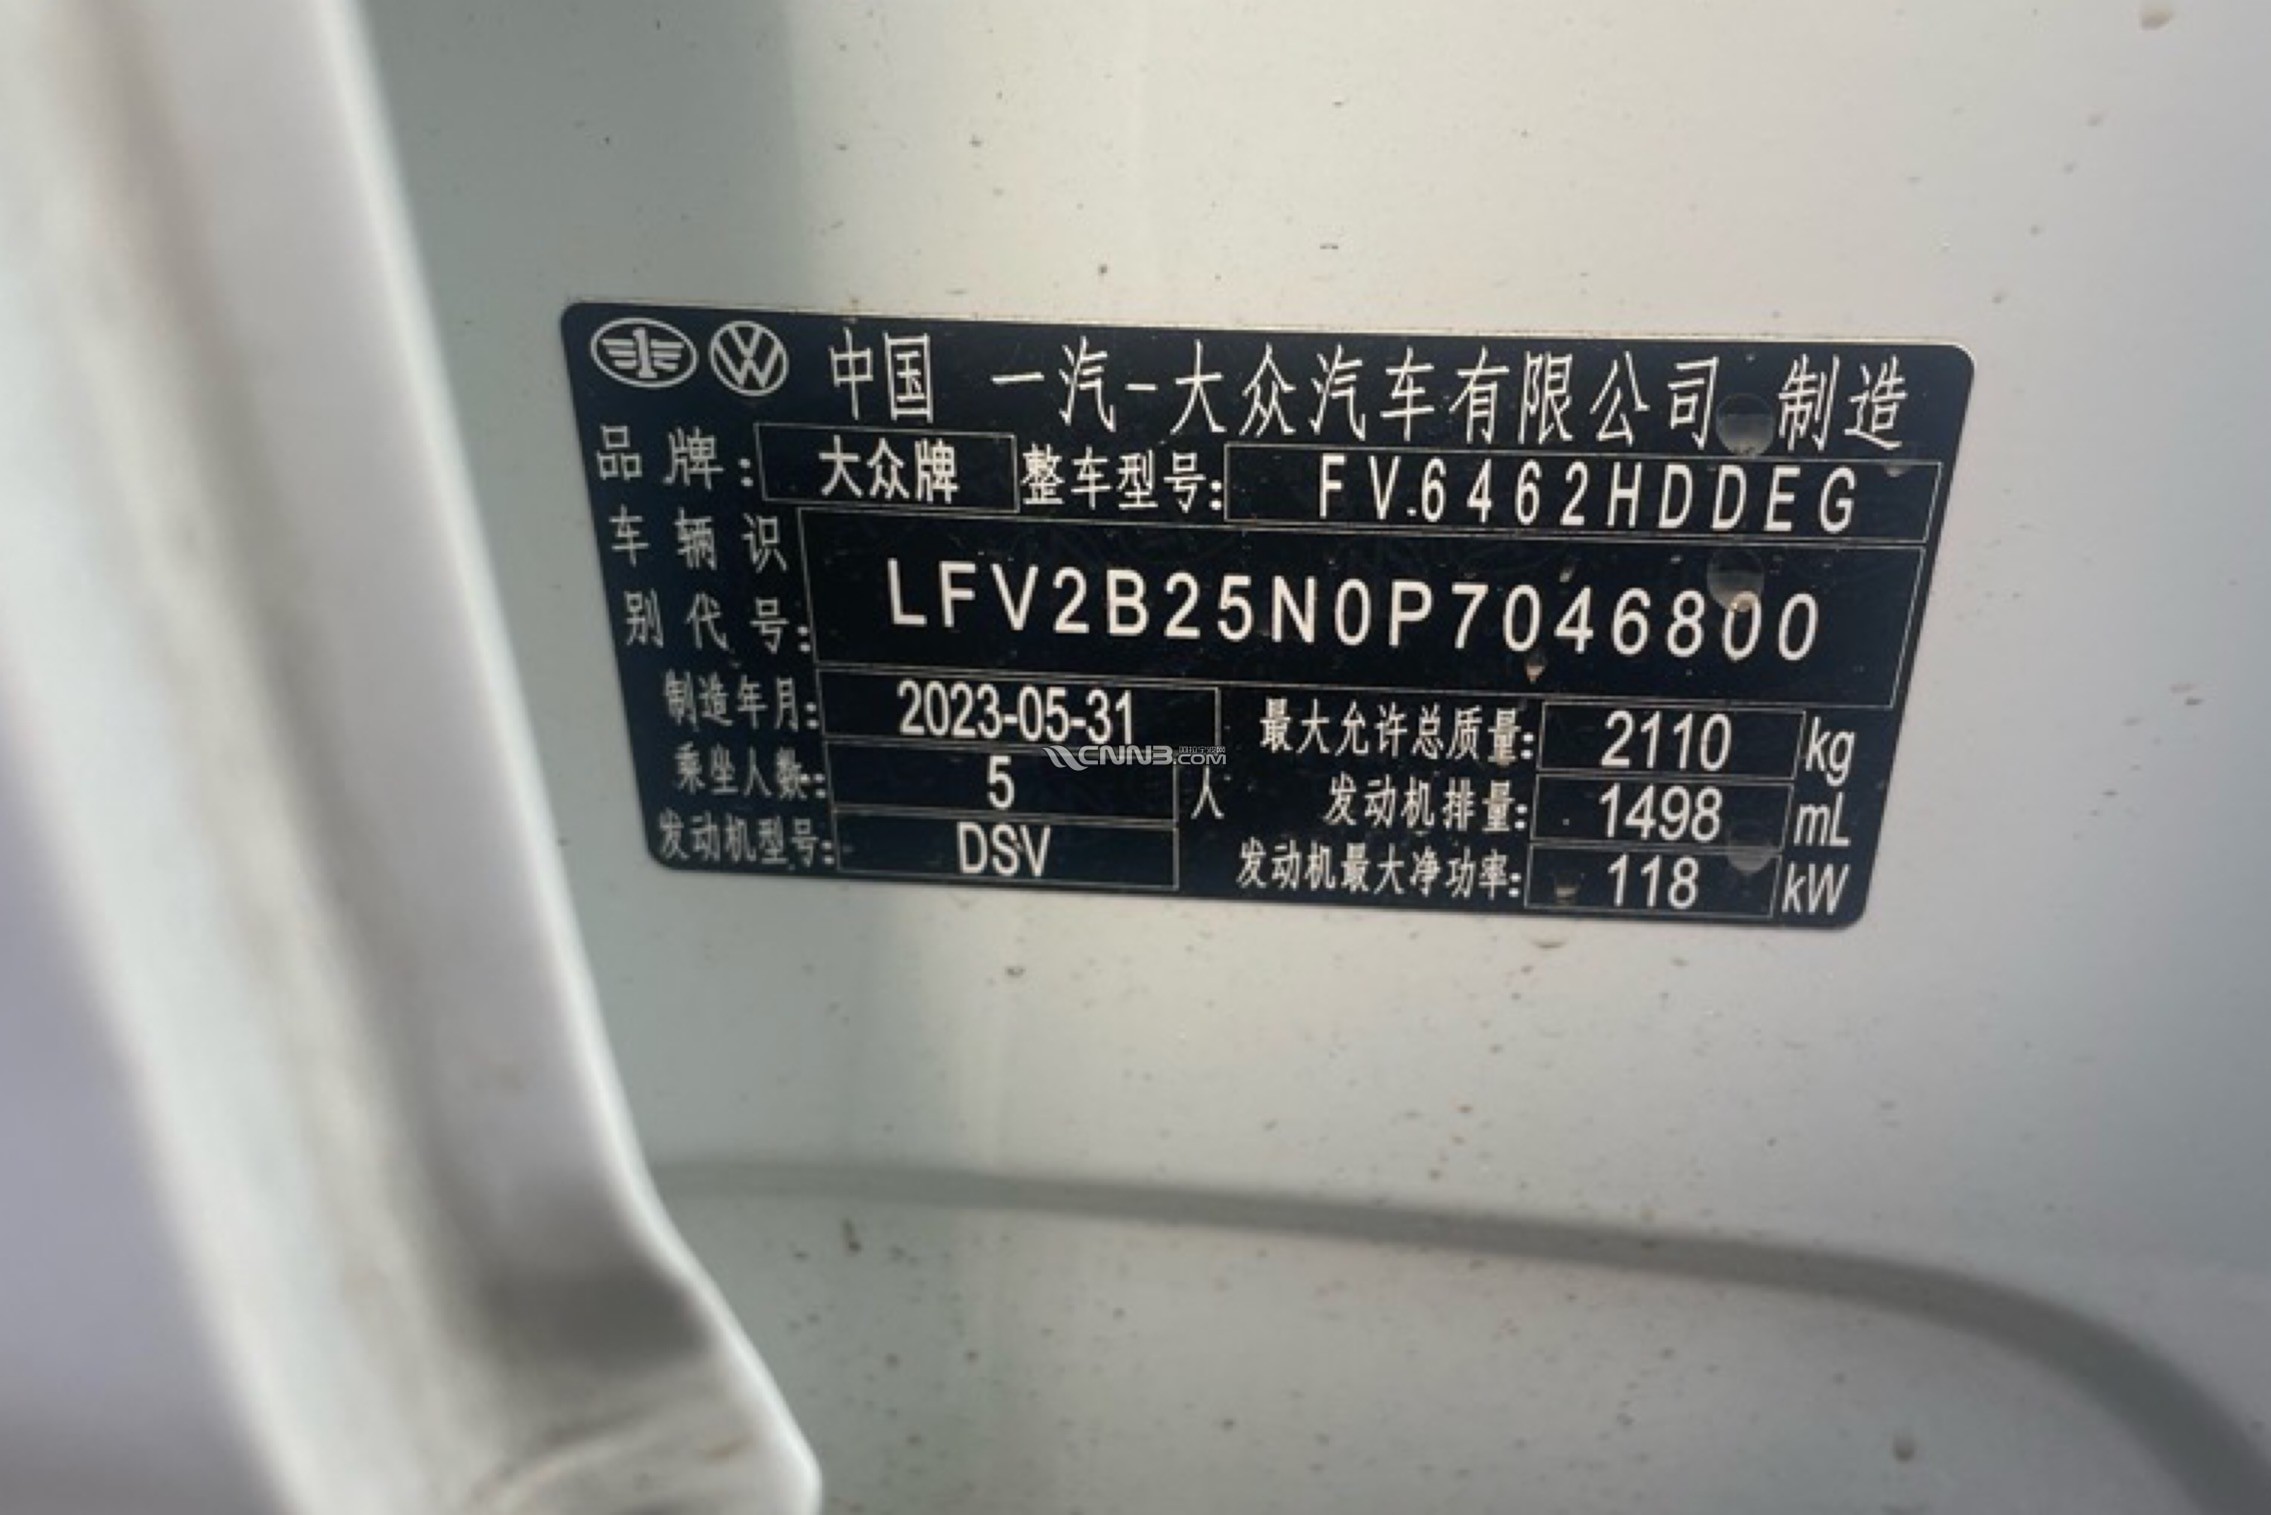 中国 一汽-大众汽车有限公司 制造
品牌: 大众牌 整车型号: FV6462HDDEG
车辆识
别代号: LFV2B25N0P7046800
制造年月: 2023-05-31 最大允许总质量: 2110 kg
乘坐人数: 5 人 发动机排量: 1498 mL
发动机型号: DSV 发动机最大净功率: 118 kW
CNNB.COM